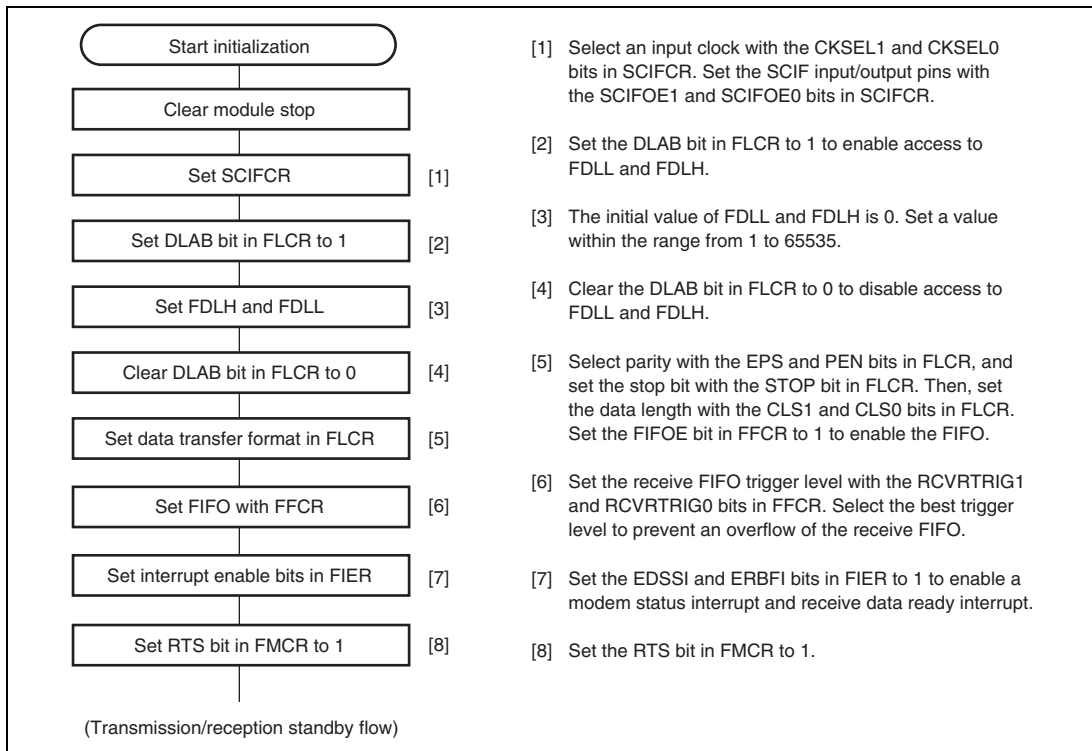 Start initialization
Clear module stop
Set SCIFCR
[1]
Set DLAB bit in FLCR to 1
[2]
Set FDLH and FDLL
[3]
Clear DLAB bit in FLCR to 0
[4]
Set data transfer format in FLCR
[5]
Set FIFO with FFCR
[6]
Set interrupt enable bits in FIER
[7]
Set RTS bit in FMCR to 1
[8]
(Transmission/reception standby flow)
[1] Select an input clock with the CKSEL1 and CKSEL0
bits in SCIFCR. Set the SCIF input/output pins with
the SCIFOE1 and SCIFOE0 bits in SCIFCR.
[2] Set the DLAB bit in FLCR to 1 to enable access to
FDLL and FDLH.
[3] The initial value of FDLL and FDLH is 0. Set a value
within the range from 1 to 65535.
[4] Clear the DLAB bit in FLCR to 0 to disable access to
FDLL and FDLH.
[5] Select parity with the EPS and PEN bits in FLCR, and
set the stop bit with the STOP bit in FLCR. Then, set
the data length with the CLS1 and CLS0 bits in FLCR.
Set the FIFOE bit in FFCR to 1 to enable the FIFO.
[6] Set the receive FIFO trigger level with the RCVRTRIG1
and RCVRTRIG0 bits in FFCR. Select the best trigger
level to prevent an overflow of the receive FIFO.
[7] Set the EDSSI and ERBFI bits in FIER to 1 to enable a
modem status interrupt and receive data ready interrupt.
[8] Set the RTS bit in FMCR to 1.